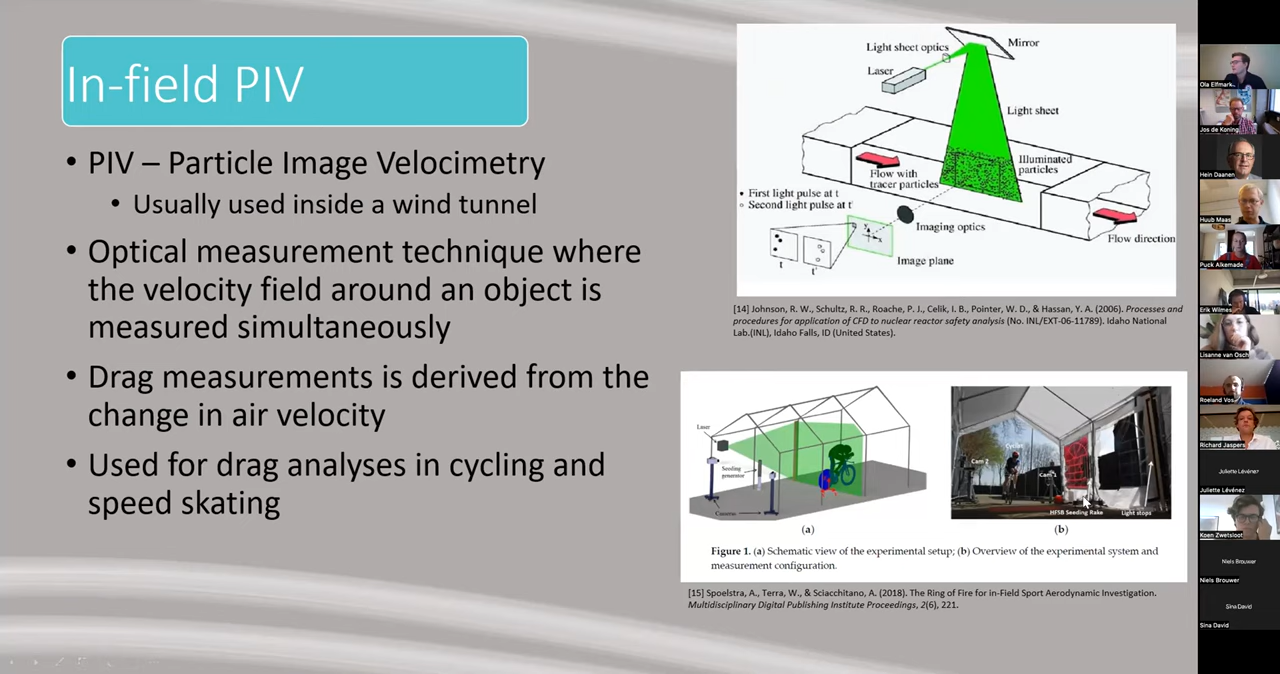 In-field PIV
• PIV – Particle Image Velocimetry
• Usually used inside a wind tunnel
• Optical measurement technique where
the velocity field around an object is
measured simultaneously
• Drag measurements is derived from the
change in air velocity
• Used for drag analyses in cycling and
speed skating
Mirror
Light sheet optics
Laser
Light sheet
Illuminated
particles
Flow with
tracer particles
• First light pulse at t
o Second light pulse at t'
Imaging optics
Flow direction
y
x
t
t'
Image plane
[14] Johnson, R. W., Schultz, R. R., Roache, P. J., Celik, I. B., Pointer, W. D., & Hassan, Y. A. (2006). Processes and
procedures for application of CFD to nuclear reactor safety analysis (No. INL/EXT-06-11789). Idaho National
Lab.(INL), Idaho Falls, ID (United States).
Laser
Seeding
generator
Cameras
(a)
Cam 2
Cyclist
Cam 1
HFSB Seeding Rake
Light stops
(b)
Figure 1. (a) Schematic view of the experimental setup; (b) Overview of the experimental system and
measurement configuration.
[15] Spoelstra, A., Terra, W., & Sciacchitano, A. (2018). The Ring of Fire for in-Field Sport Aerodynamic Investigation.
Multidisciplinary Digital Publishing Institute Proceedings, 2(6), 221.
Ola Elfmark
Jos de Koning
Hein Daanen
Huub Maas
Puck Alkemade
Erik Wilmes
Lisanne van Osch
Roeland Vos
Richard Jaspers
Juliette Lévénez
Juliette Lévénez
Koen Zwetsloot
Niels Brouwer
Niels Brouwer
Sina David
Sina David